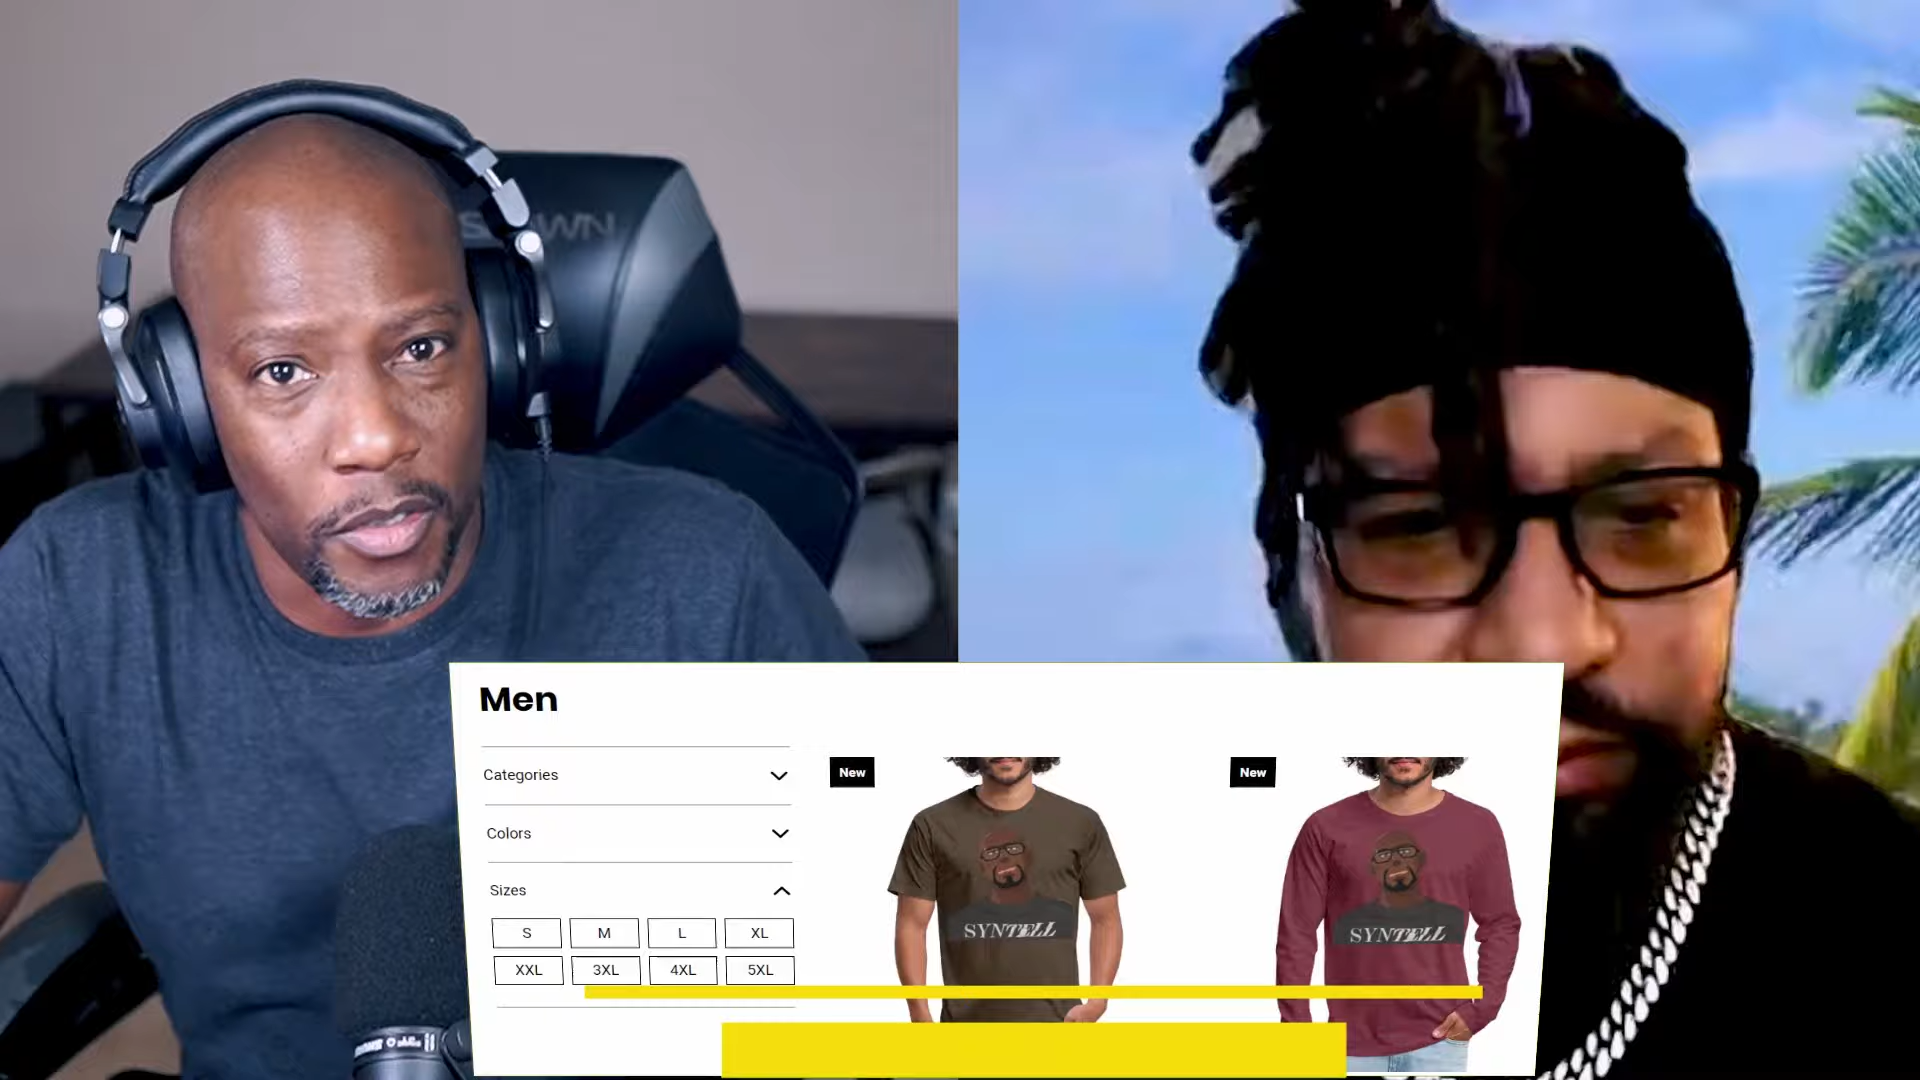 Men
Categories
Colors
Sizes
S M L XL
XXL 3XL 4XL 5XL
New
New
SYNTELL
SYNTELL